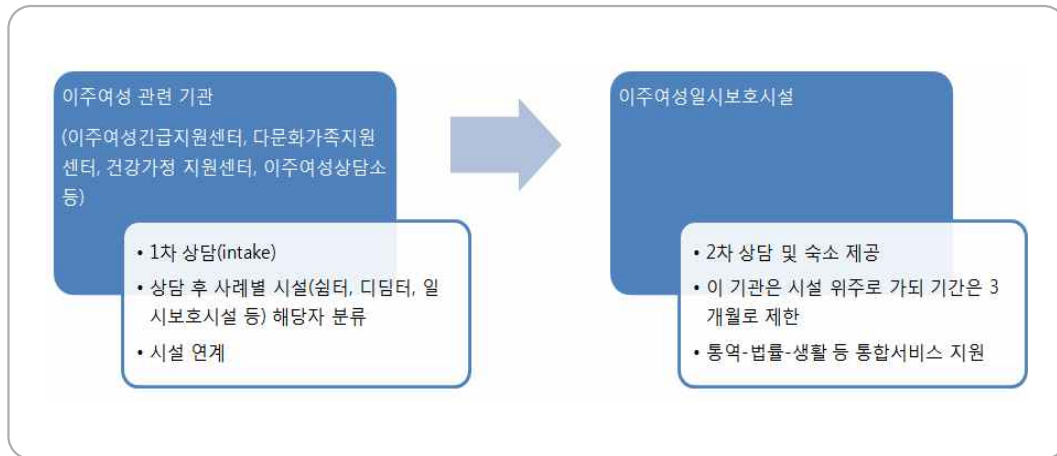 이주여성 관련 기관
(이주여성긴급지원센터, 다문화가족지원
센터, 건강가정 지원센터, 이주여성상담소
등)
• 1차 상담(intake)
• 상담 후 사례별 시설(쉼터, 디딤터, 일
시보호시설 등) 해당자 분류
• 시설 연계
이주여성일시보호시설
• 2차 상담 및 숙소 제공
• 이 기관은 시설 위주로 가되 기간은 3
개월로 제한
• 통역-법률-생활 등 통합서비스 지원